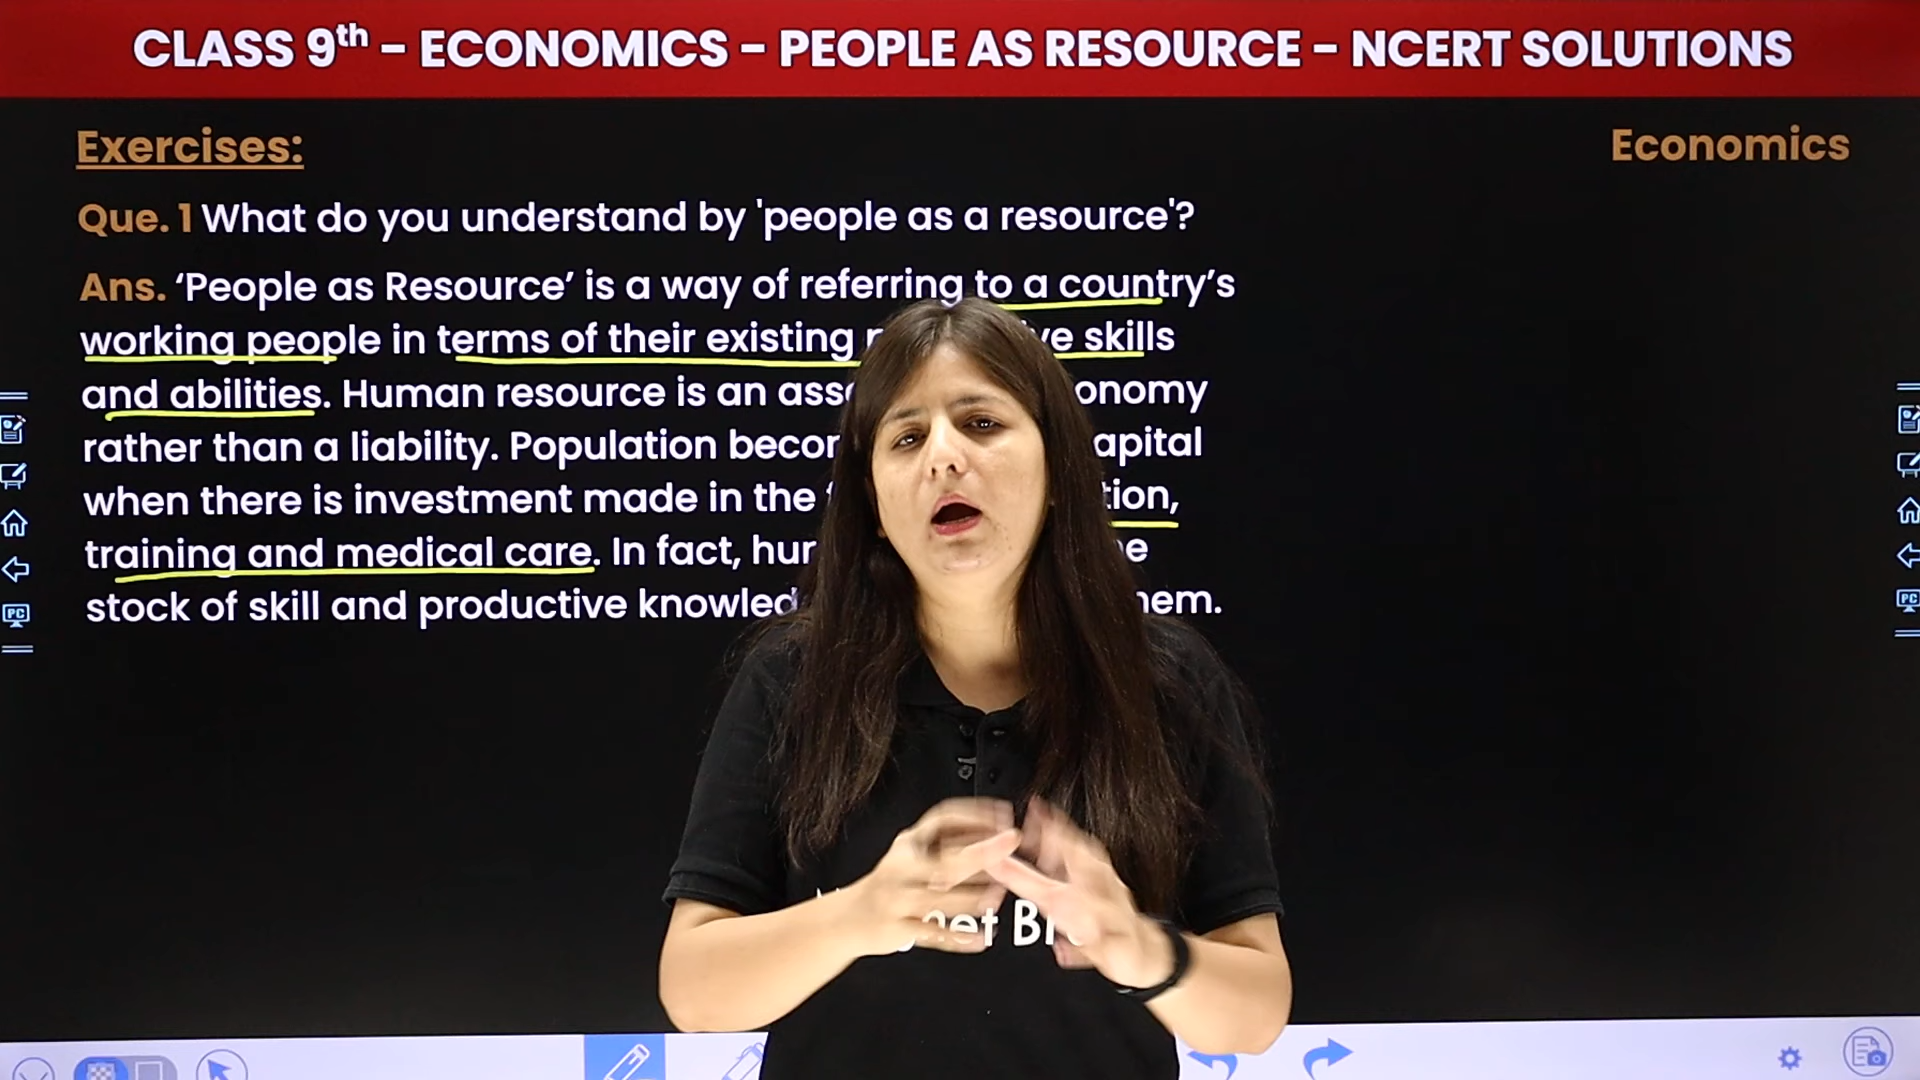 CLASS 9th – ECONOMICS – PEOPLE AS RESOURCE – NCERT SOLUTIONS
Exercises:
Economics
Que. 1 What do you understand by 'people as a resource'?
Ans. ‘People as Resource’ is a way of referring to a country’s
working people in terms of their existing skills
and abilities. Human resource is an
rather than a liability. Population
when there is investment made in the
training and medical care. In fact,
stock of skill and productive
PC
PC